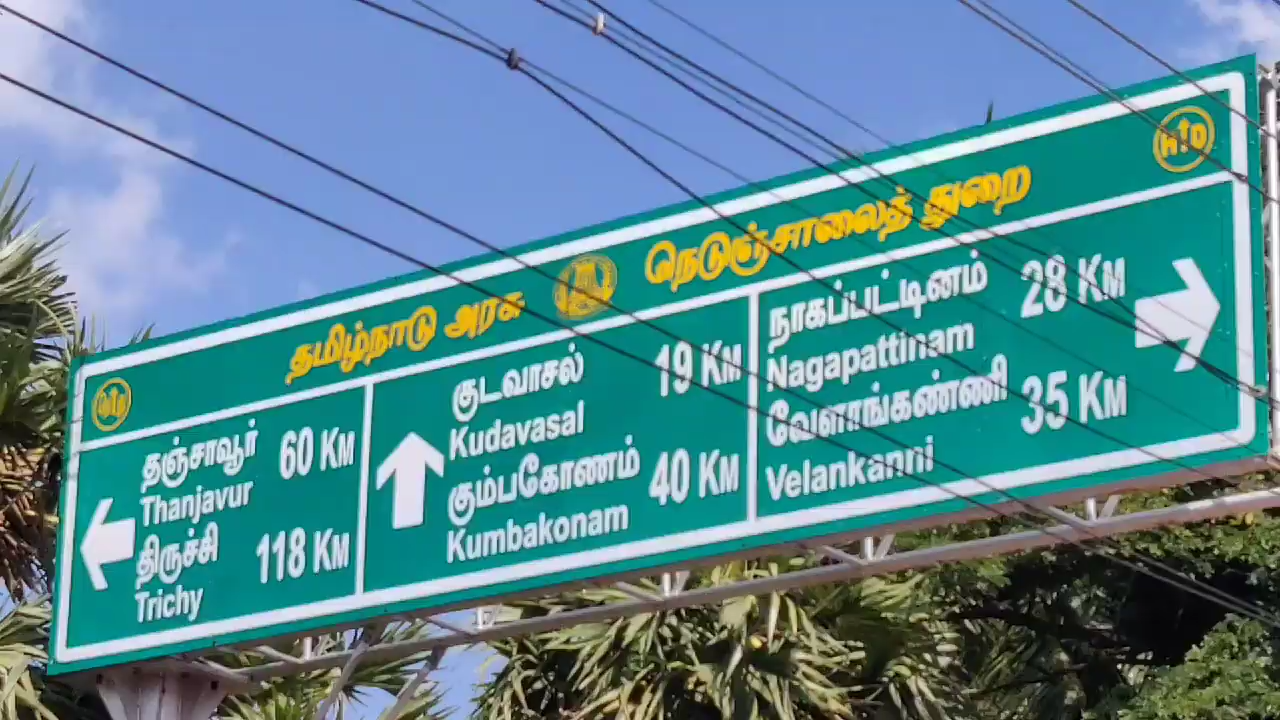 தமிழ்நாடு அரசு நெடுஞ்சாலைத் துறை
HTD
தஞ்சாவூர் 60 KM
Thanjavur
திருச்சி 118 KM
Trichy
குடவாசல் 19 KM
Kudavasal
கும்பகோணம் 40 KM
Kumbakonam
நாகப்பட்டினம் 28 KM
Nagapattinam
வேளாங்கண்ணி 35 KM
Velankanni